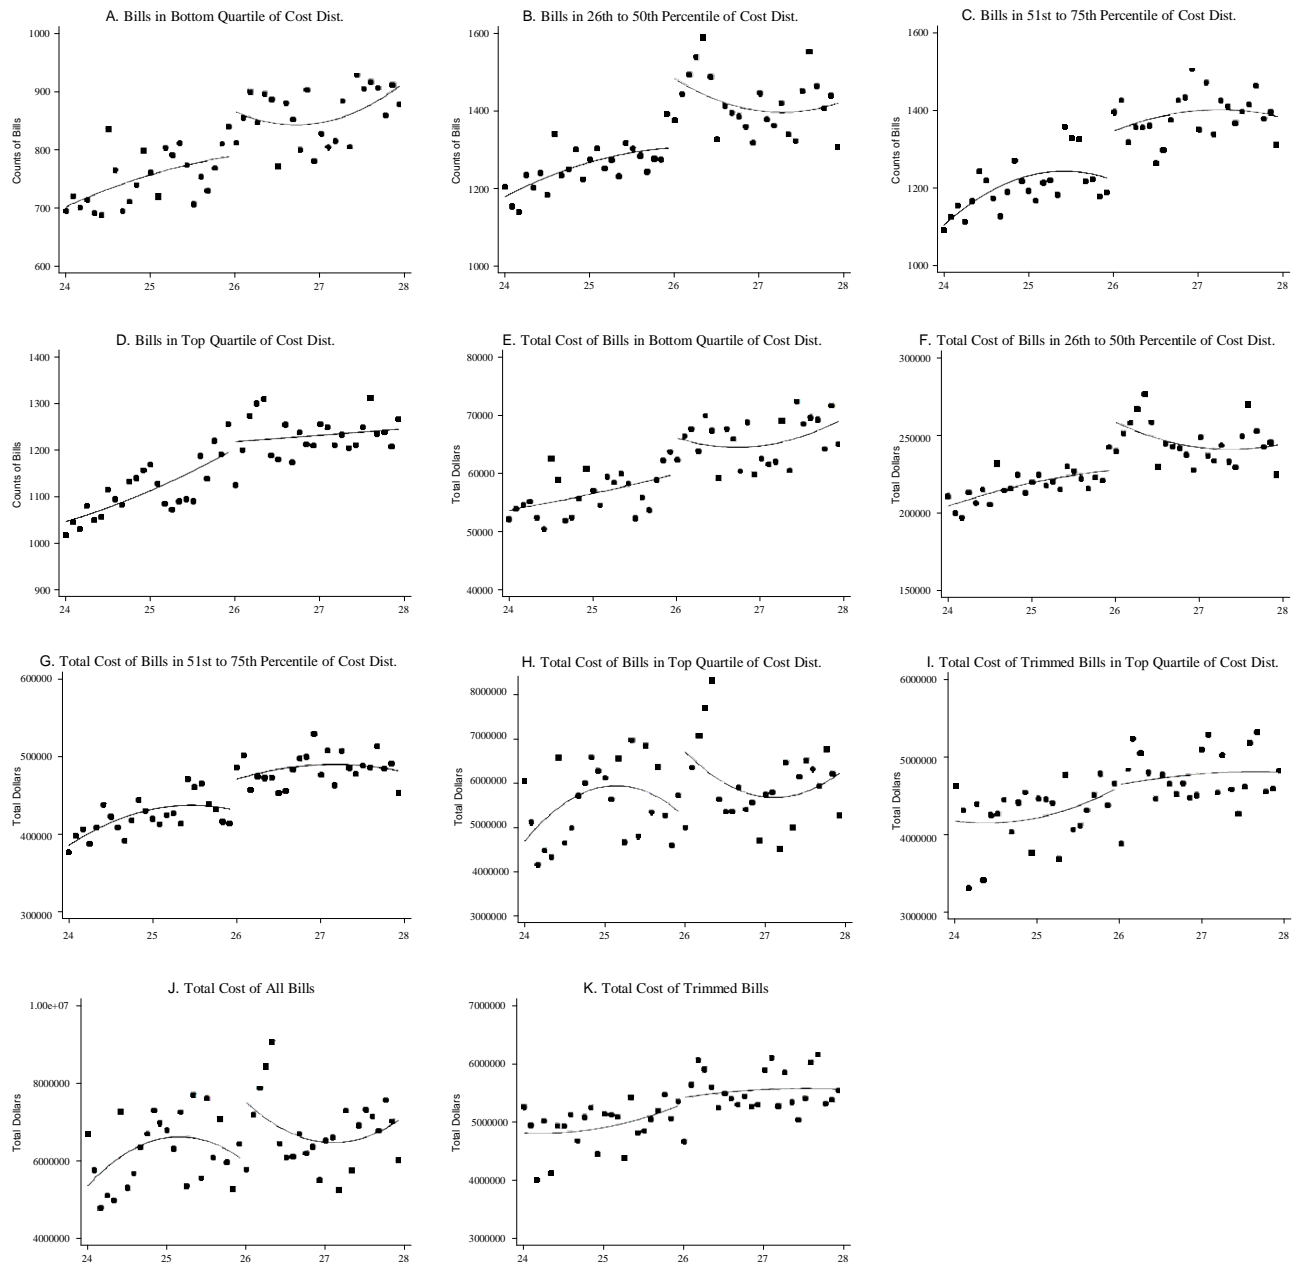 A. Bills in Bottom Quartile of Cost Dist.
1000
900
800
700
600
Counts of Bills
24 25 26 27 28
B. Bills in 26th to 50th Percentile of Cost Dist.
1600
1400
1200
1000
Counts of Bills
24 25 26 27 28
C. Bills in 51st to 75th Percentile of Cost Dist.
1600
1400
1200
1000
Counts of Bills
24 25 26 27 28
D. Bills in Top Quartile of Cost Dist.
1400
1300
1200
1100
1000
900
Counts of Bills
24 25 26 27 28
E. Total Cost of Bills in Bottom Quartile of Cost Dist.
80000
70000
60000
50000
40000
Total Dollars
24 25 26 27 28
F. Total Cost of Bills in 26th to 50th Percentile of Cost Dist.
300000
250000
200000
150000
Total Dollars
24 25 26 27 28
G. Total Cost of Bills in 51st to 75th Percentile of Cost Dist.
600000
500000
400000
300000
Total Dollars
24 25 26 27 28
H. Total Cost of Bills in Top Quartile of Cost Dist.
8000000
7000000
6000000
5000000
4000000
3000000
Total Dollars
24 25 26 27 28
I. Total Cost of Trimmed Bills in Top Quartile of Cost Dist.
6000000
5000000
4000000
3000000
Total Dollars
24 25 26 27 28
J. Total Cost of All Bills
1.00e+07
8000000
6000000
4000000
Total Dollars
24 25 26 27 28
K. Total Cost of Trimmed Bills
7000000
6000000
5000000
4000000
3000000
Total Dollars
24 25 26 27 28